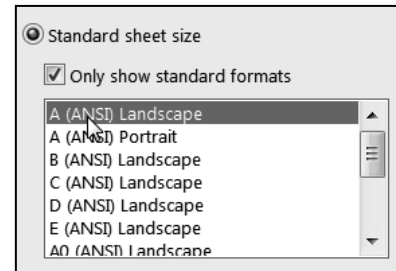 Standard sheet size
Only show standard formats
A (ANSI) Landscape
A (ANSI) Portrait
B (ANSI) Landscape
C (ANSI) Landscape
D (ANSI) Landscape
E (ANSI) Landscape
A0 (ANSI) Landscape